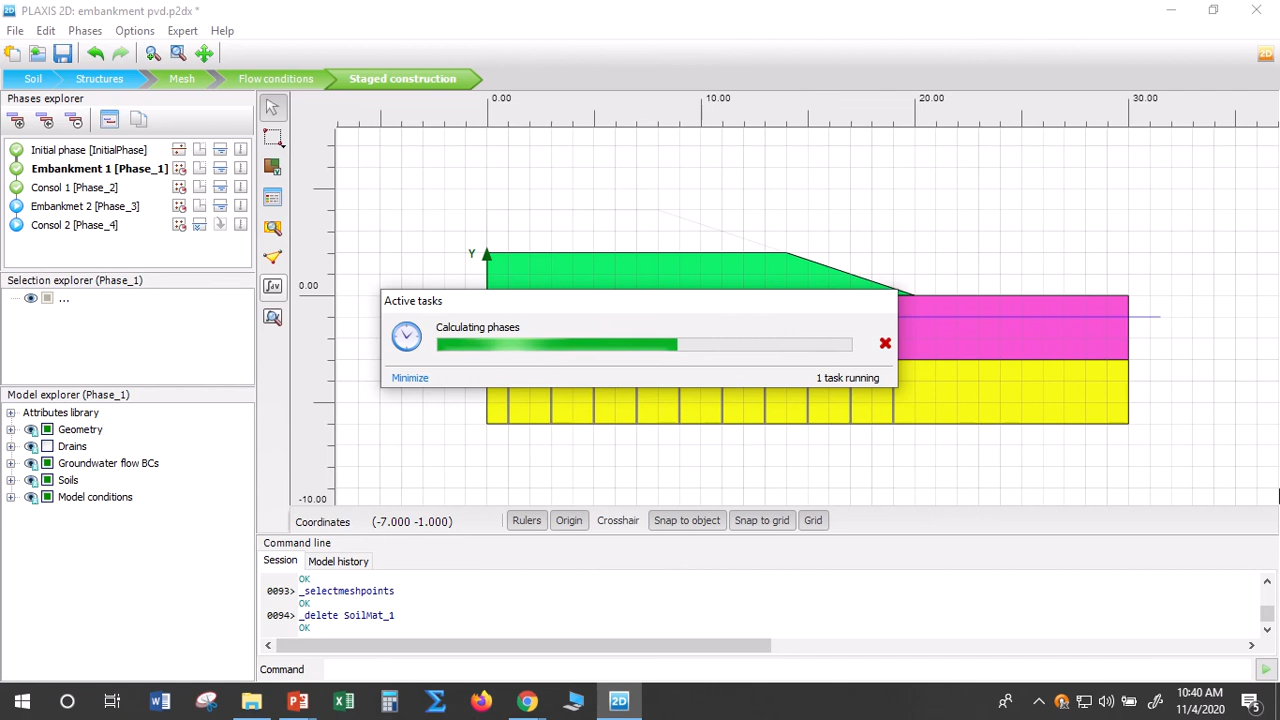 PLAXIS 2D: embankment pvd.p2dx *
File Edit Phases Options Expert Help
Soil Structures Mesh Flow conditions Staged construction
Phases explorer
Initial phase [InitialPhase]
Embankment 1 [Phase_1]
Consol 1 [Phase_2]
Embankmet 2 [Phase_3]
Consol 2 [Phase_4]
Selection explorer (Phase_1)
...
Model explorer (Phase_1)
Attributes library
Geometry
Drains
Groundwater flow BCs
Soils
Model conditions
0.00 10.00 20.00 30.00
Y
0.00
-10.00
Active tasks
Calculating phases
Minimize 1 task running
Coordinates (-7.000 -1.000) Rulers Origin Crosshair Snap to object Snap to grid Grid
Command line
Session Model history
OK
0093> _selectmeshpoints
OK
0094> _delete SoilMat_1
OK
Command
10:40 AM
11/4/2020
5
2D
2D